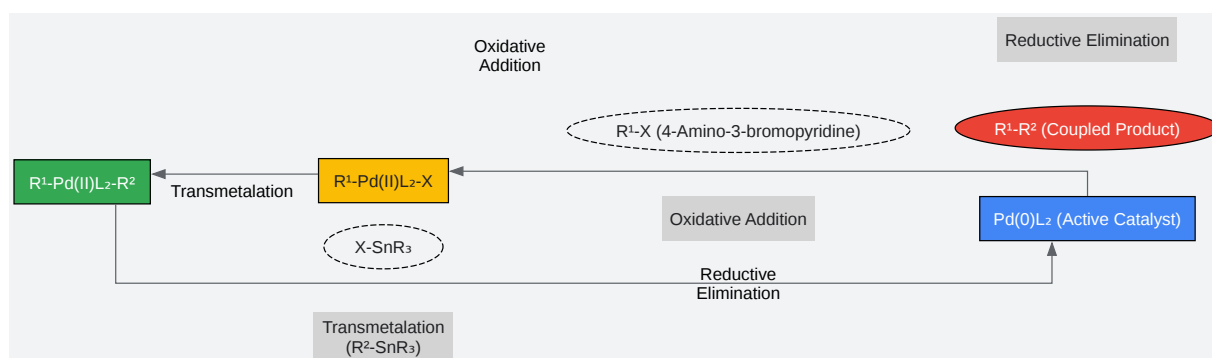 Oxidative
Addition
Reductive Elimination
R¹-X (4-Amino-3-bromopyridine)
R¹-R² (Coupled Product)
R¹-Pd(II)L₂-R²
Transmetalation
R¹-Pd(II)L₂-X
Oxidative Addition
Pd(0)L₂ (Active Catalyst)
X-SnR₃
Reductive
Elimination
Transmetalation
(R²-SnR₃)